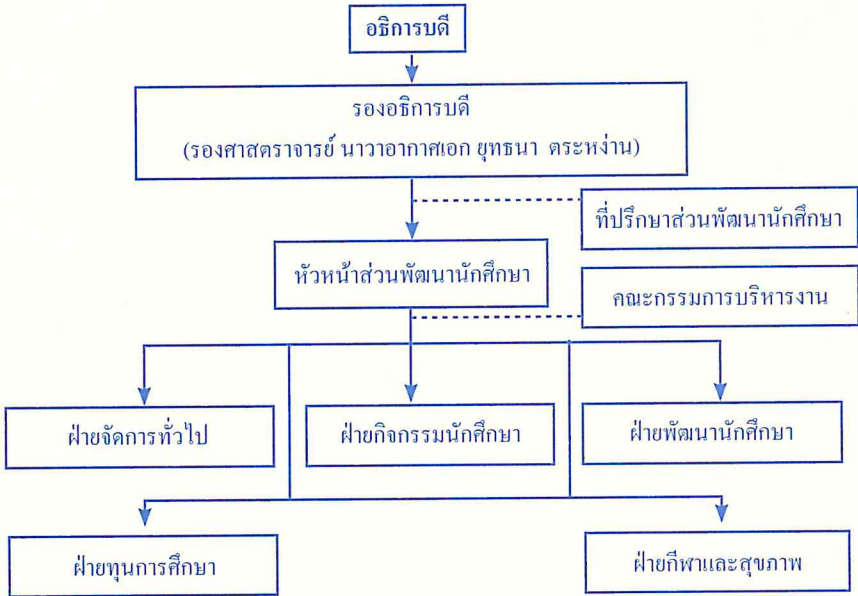 อธิการบดี
รองอธิการบดี
(รองศาสตราจารย์ นาวาอากาศเอก ยุทธนา ตระหง่าน)
ที่ปรึกษาส่วนพัฒนานักศึกษา
หัวหน้าส่วนพัฒนานักศึกษา
คณะกรรมการบริหารงาน
ฝ่ายจัดการทั่วไป
ฝ่ายกิจกรรมนักศึกษา
ฝ่ายพัฒนานักศึกษา
ฝ่ายทุนการศึกษา
ฝ่ายกีฬาและสุขภาพ